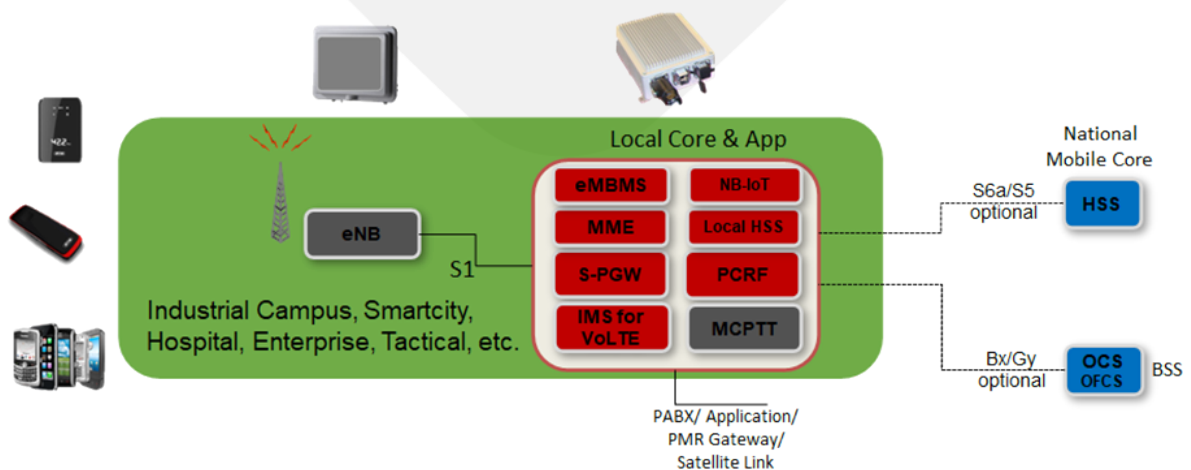 Local Core & App
National
Mobile Core
eMBMS
NB-IoT
S6a/S5
optional
HSS
MME
Local HSS
eNB
S1
S-PGW
PCRF
Industrial Campus, Smartcity,
Hospital, Enterprise, Tactical, etc.
IMS for
VoLTE
MCPTT
Bx/Gy
optional
OCS
OFCS
BSS
PABX/ Application/
PMR Gateway/
Satellite Link